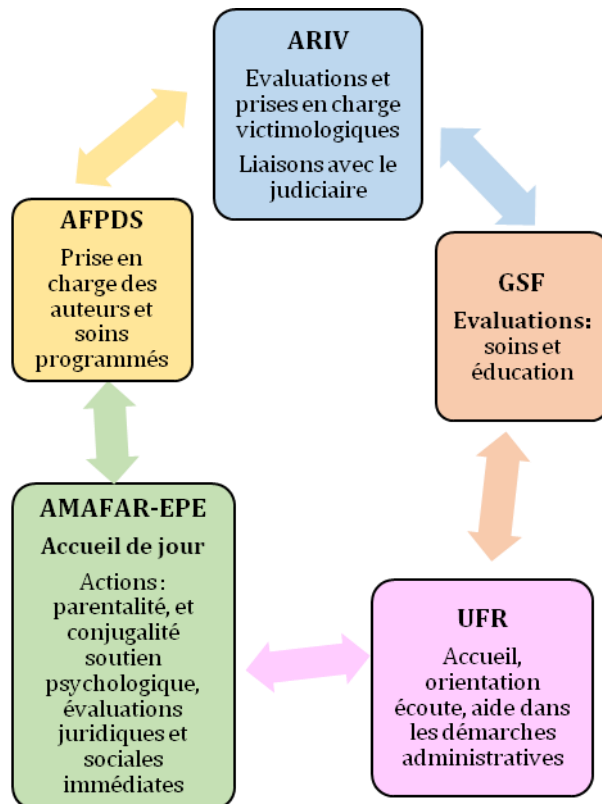 ARIV
Evaluations et
prises en charge
victimologiques
Liaisons avec le
judiciaire
AFPDS
Prise en
charge des
auteurs et
soins
programmés
GSF
Evaluations:
soins et
éducation
AMAFAR-EPE
Accueil de jour
Actions :
parentalité, et
conjugalité
soutien
psychologique,
évaluations
juridiques et
sociales
immédiates
UFR
Accueil,
orientation
écoute, aide dans
les démarches
administratives